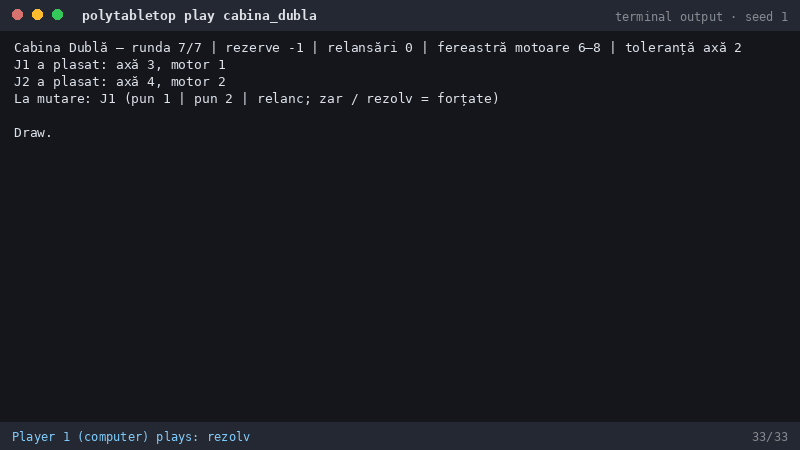 polytabletop play cabina_dubla
terminal output · seed 1
Cabina Dublă — runda 7/7 | rezerve -1 | relansări 0 | fereastră motoare 6–8 | toleranță axă 2
J1 a plasat: axă 3, motor 1
J2 a plasat: axă 4, motor 2
La mutare: J1 (pun 1 | pun 2 | relanc; zar / rezolv = forțate)
Draw.
Player 1 (computer) plays: rezolv
33/33